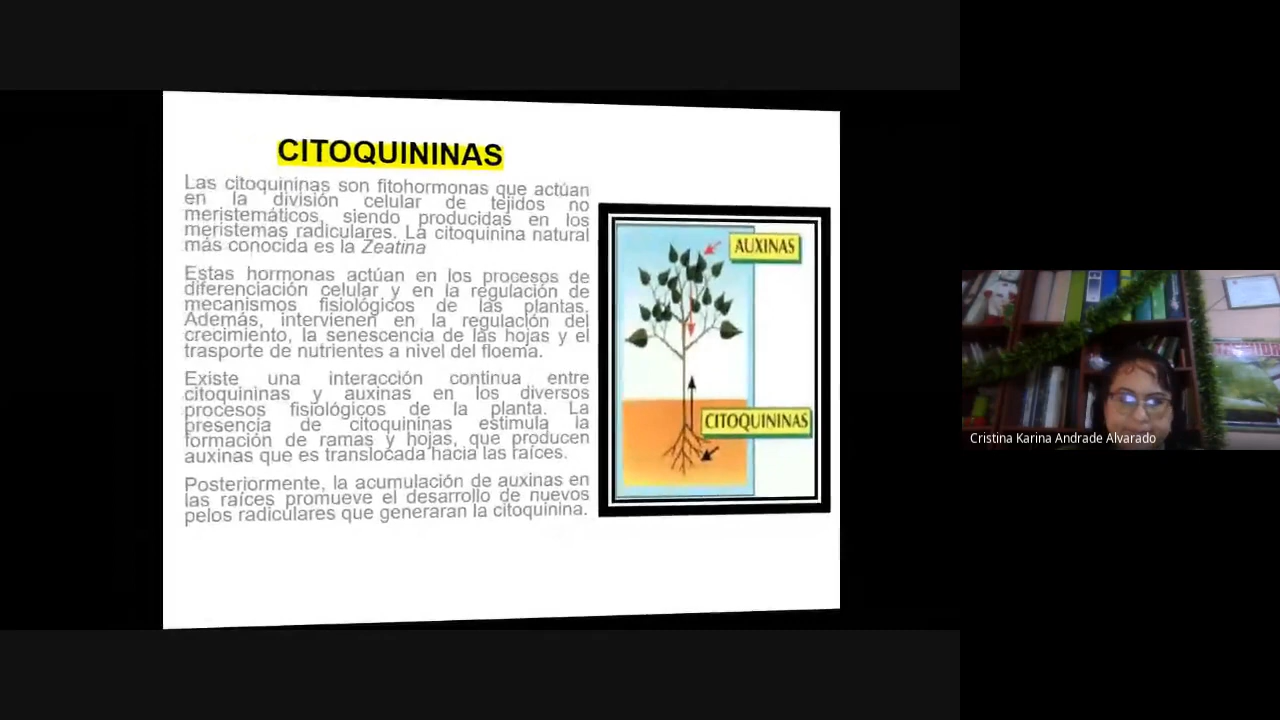 CITOQUININAS
Las citoquininas son fitohormonas que actúan
en la división celular de tejidos no
meristemáticos, siendo producidas en los
meristemas radiculares. La citoquinina natural
más conocida es la Zeatina
Estas hormonas actúan en los procesos de
diferenciación celular y en la regulación de
mecanismos fisiológicos de las plantas.
Además, intervienen en la regulación del
crecimiento, la senescencia de las hojas y el
trasporte de nutrientes a nivel del floema.
Existe una interacción continua entre
citoquininas y auxinas en los diversos
procesos fisiológicos de la planta. La
presencia de citoquininas estimula la
formación de ramas y hojas, que producen
auxinas que es translocada hacia las raíces.
Posteriormente, la acumulación de auxinas en
las raíces promueve el desarrollo de nuevos
pelos radiculares que generaran la citoquinina.
AUXINAS
CITOQUININAS
Cristina Karina Andrade Alvarado